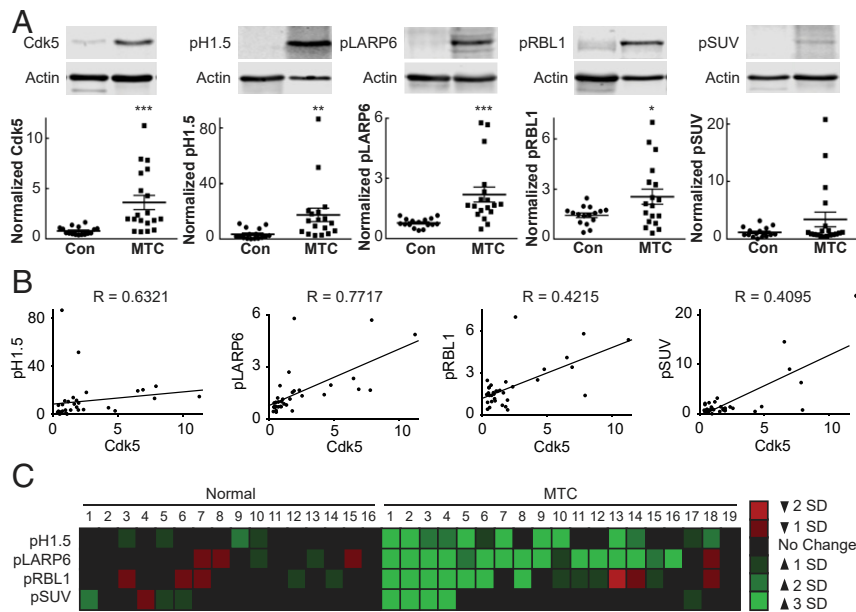 A
Cdk5 pH1.5 pLARP6 pRBL1 pSUV
Actin Actin Actin Actin Actin
*** ** *** * 
Normalized Cdk5
10
5
0
Con MTC
Normalized pH1.5
80
40
0
Con MTC
Normalized pLARP6
6
4
2
0
Con MTC
Normalized pRBL1
6
3
0
Con MTC
Normalized pSUV
20
10
0
Con MTC
B
R = 0.6321 R = 0.7717 R = 0.4215 R = 0.4095
pH1.5
80
40
0
0 5 10
Cdk5
pLARP6
6
3
0
0 5 10
Cdk5
pRBL1
6
3
0
0 5 10
Cdk5
pSUV
20
10
0
0 5 10
Cdk5
C
Normal MTC
1 2 3 4 5 6 7 8 9 10 11 12 13 14 15 16 1 2 3 4 5 6 7 8 9 10 11 12 13 14 15 16 17 18 19
pH1.5
pLARP6
pRBL1
pSUV
▼ 2 SD
▼ 1 SD
No Change
▲ 1 SD
▲ 2 SD
▲ 3 SD